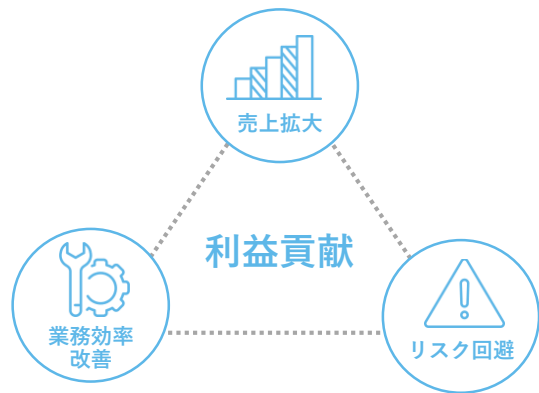 売上拡大
利益貢献
業務効率
改善
リスク回避